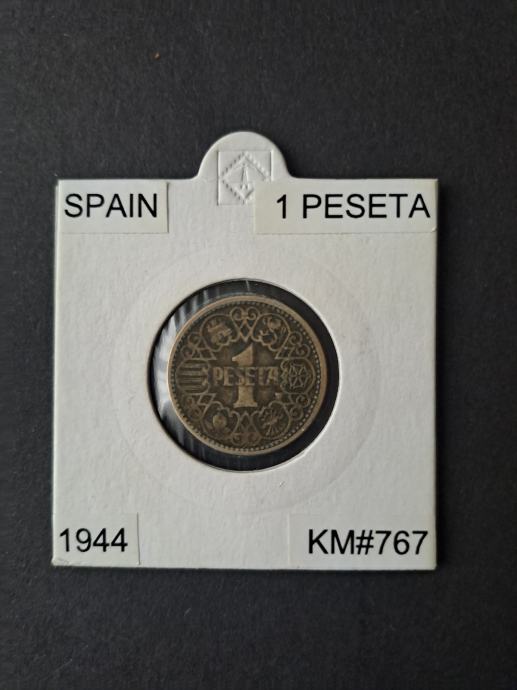 SPAIN
1 PESETA
1
PESETA
1944
KM#767